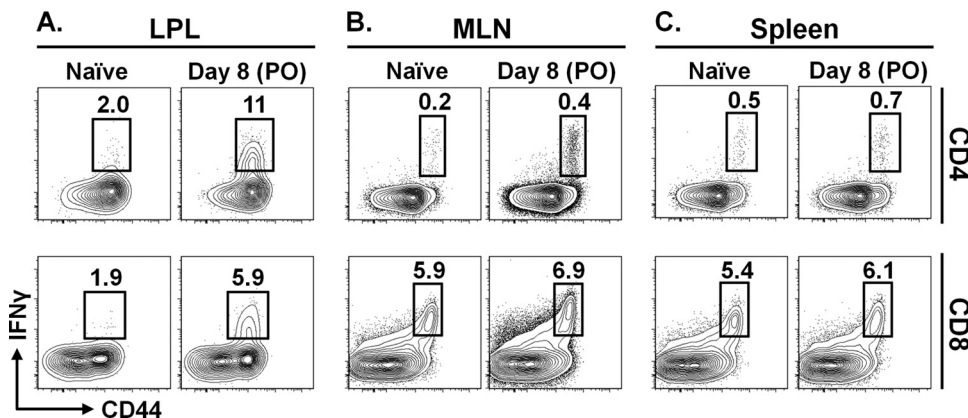 A. LPL B. MLN C. Spleen
Naïve Day 8 (PO) Naïve Day 8 (PO) Naïve Day 8 (PO)
2.0 11 0.2 0.4 0.5 0.7
CD4
1.9 5.9 5.9 6.9 5.4 6.1
CD8
IFNγ
CD44